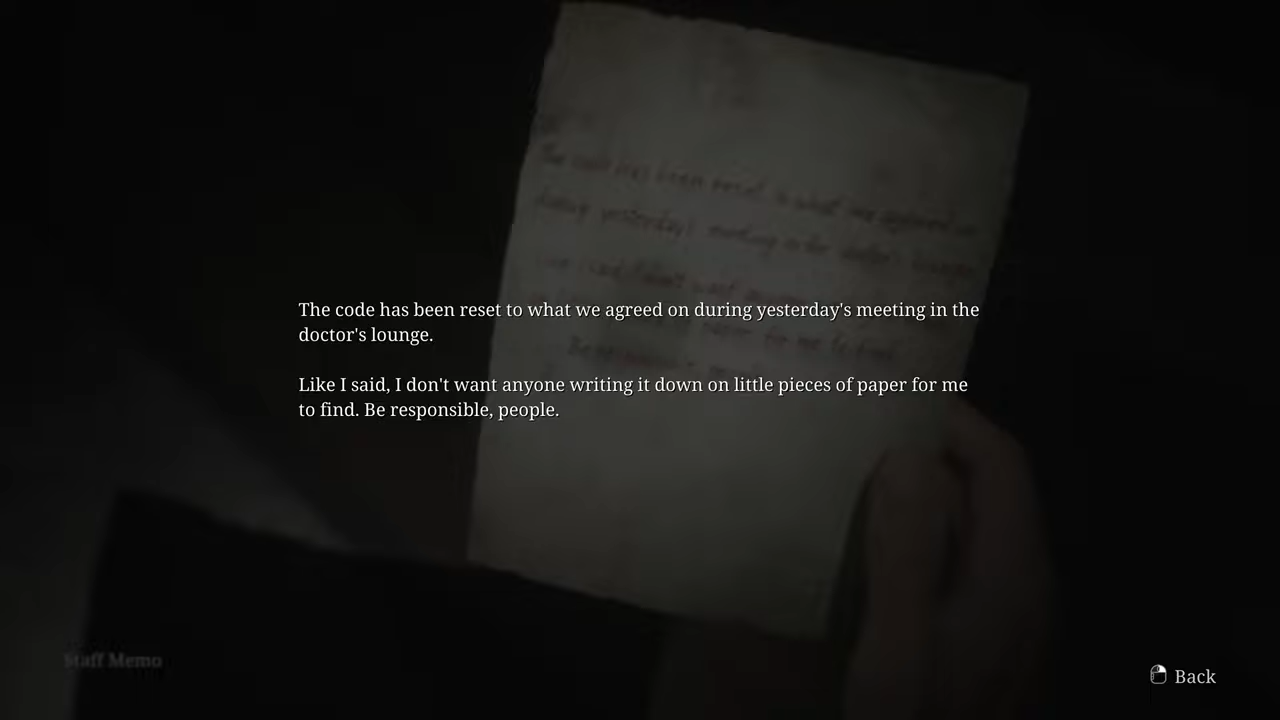 The code has been reset to what we agreed on during yesterday's meeting in the
doctor's lounge.
Like I said, I don't want anyone writing it down on little pieces of paper for me
to find. Be responsible, people.
Staff Memo
Back